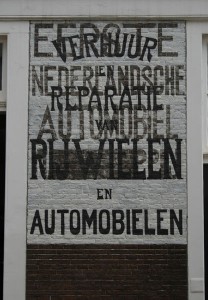 EERSTE
VERHUUR
NEDERLANDSCHE
REPARATIE
AUTOMOBIEL
VAN
RIJWIELEN
EN
AUTOMOBIELEN